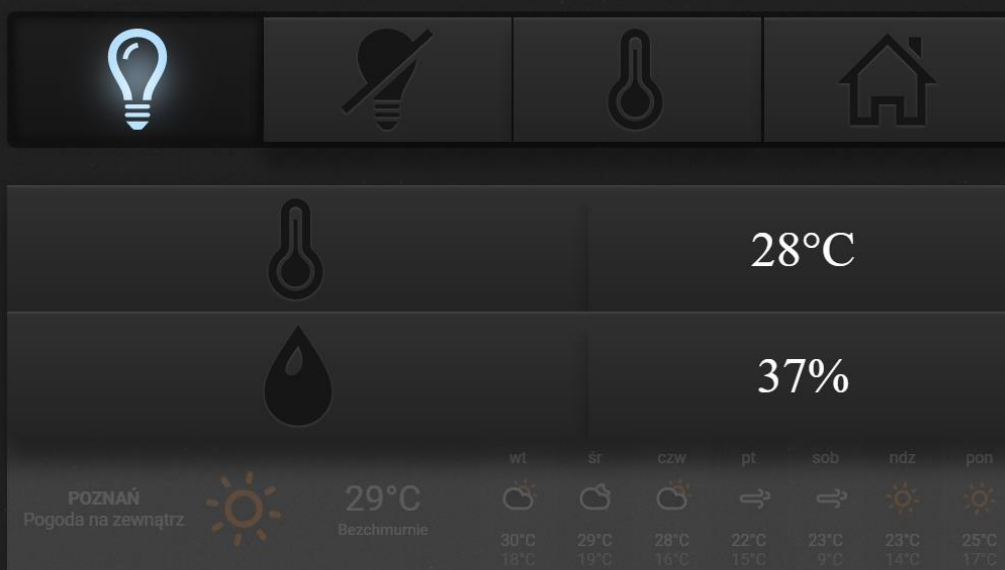 28°C
37%
wt śr czw pt sob ndz pon
POZNAŃ
Pogoda na zewnątrz
29°C
Bezchmurnie
30°C 29°C 28°C 22°C 23°C 23°C 25°C
18°C 19°C 16°C 15°C 9°C 14°C 17°C